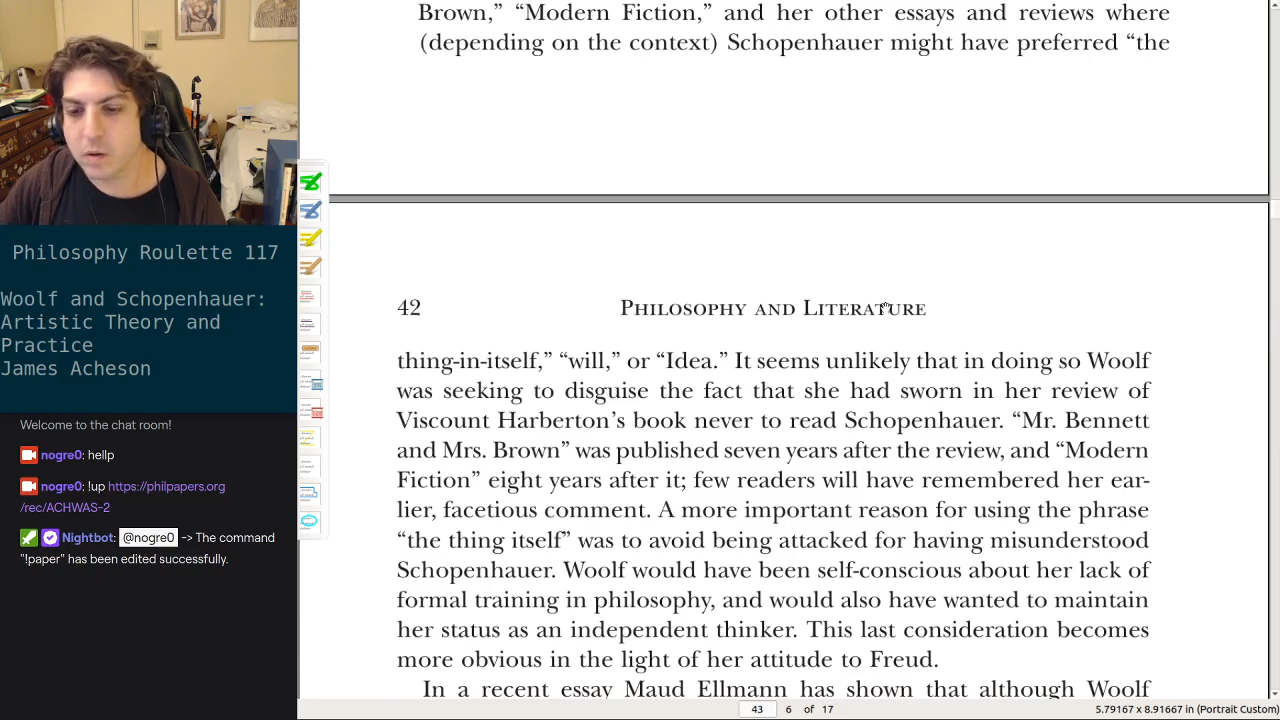 Brown,” “Modern Fiction,” and her other essays and reviews where
(depending on the context) Schopenhauer might have preferred “the
42
Philosophy and Literature
thing-in-itself,” “will,” or “Idea.” It seems unlikely that in doing so Woolf
was seeking to disguise the fact that she had sworn in her review of
Viscount Harberton’s book never to read Schopenhauer. “Mr. Bennett
and Mrs. Brown” was published seven years after the review, and “Modern
Fiction” eight years after it; few readers will have remembered her ear-
lier, facetious comment. A more important reason for using the phrase
“the thing itself” was to avoid being attacked for having misunderstood
Schopenhauer. Woolf would have been self-conscious about her lack of
formal training in philosophy, and would also have wanted to maintain
her status as an independent thinker. This last consideration becomes
more obvious in the light of her attitude to Freud.
In a recent essay Maud Ellmann has shown that although Woolf
Philosophy Roulette 117
Woolf and Schopenhauer:
Artistic Theory and
Practice
James Acheson
Welcome to the chat room!
nogre0: hellp
nogre0: !up https://philpapers.org
/rec/ACHWAS-2
Nightbot: @nogre0 -> The command
"!paper" has been edited successfully.
43 6 of 17 5.79167 x 8.91667 in (Portrait Custom)